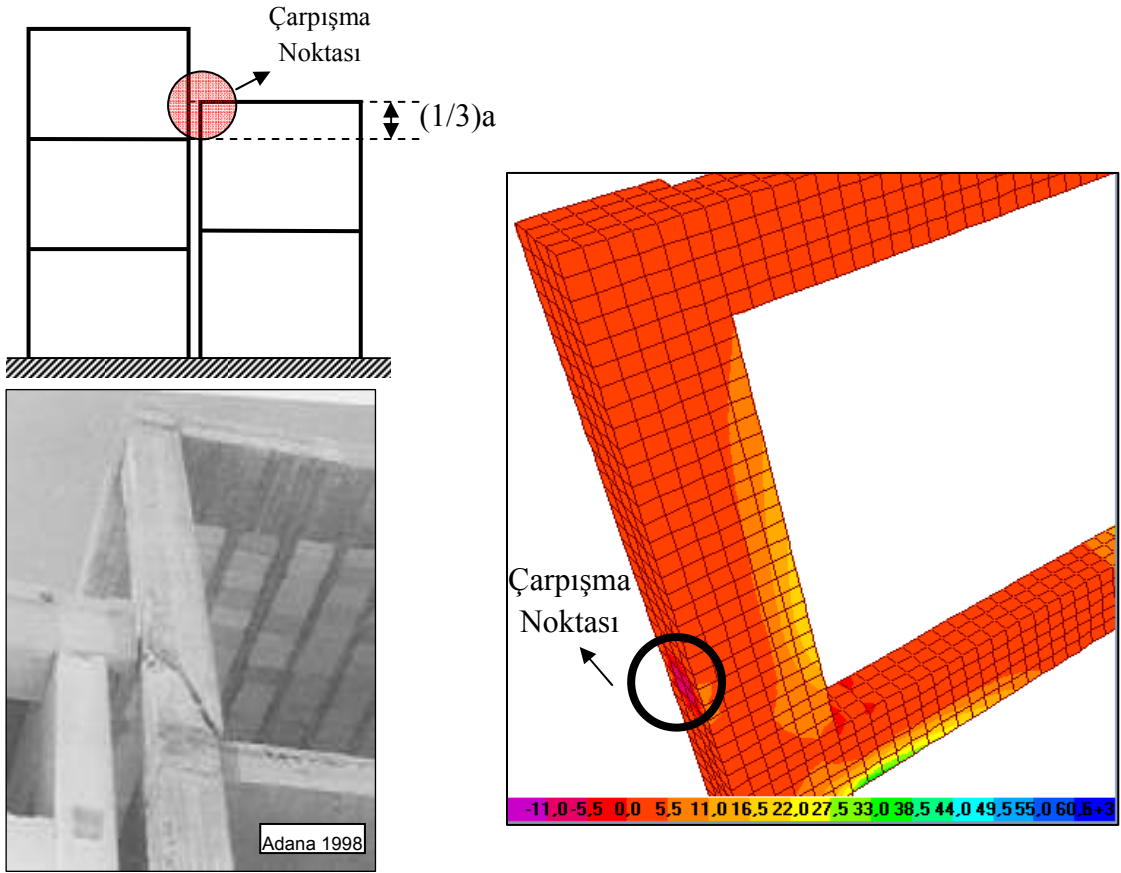 Çarpışma
Noktası
(1/3)a
Adana 1998
Çarpışma
Noktası
-11,0 -5,5 0,0 5,5 11,0 16,5 22,0 27,5 33,0 38,5 44,0 49,5 55,0 60,5 +3